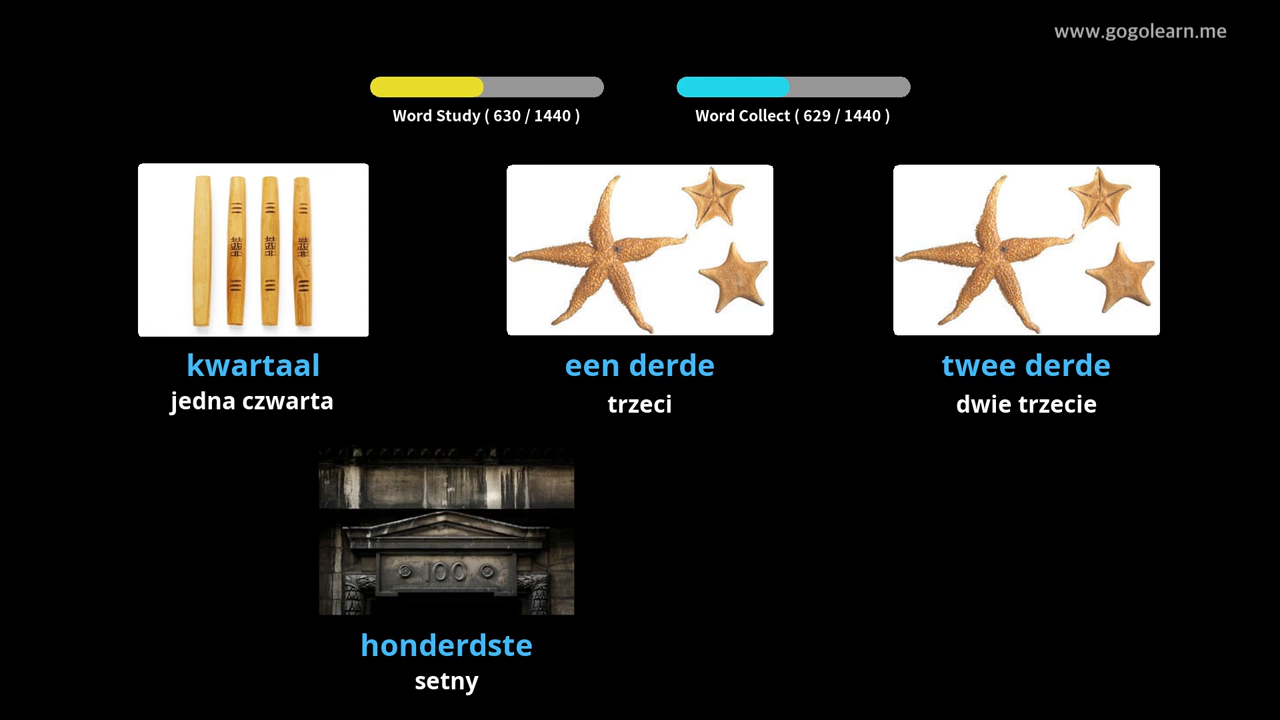 www.gogolearn.me
Word Study ( 630 / 1440 )
Word Collect ( 629 / 1440 )
kwartaal
jedna czwarta
een derde
trzeci
twee derde
dwie trzecie
100
honderdste
setny